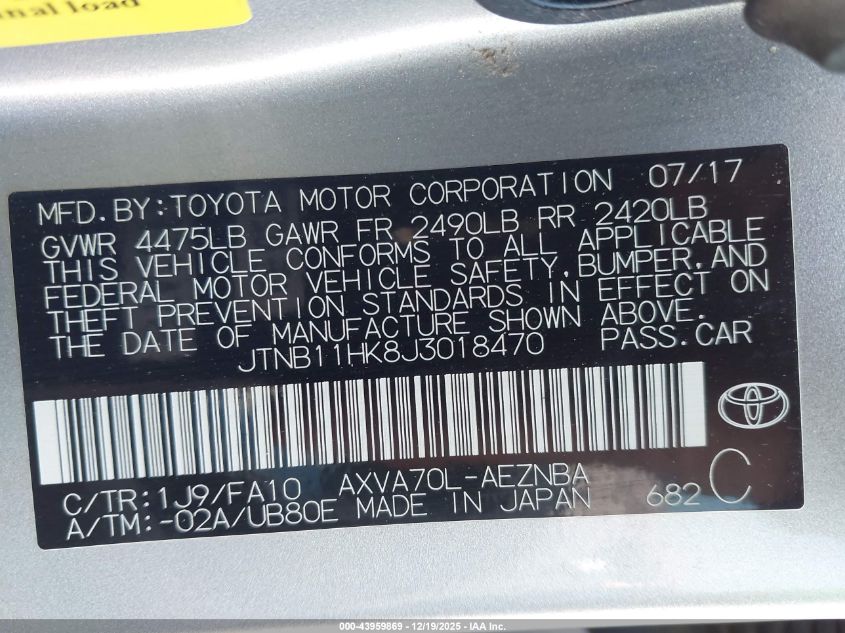 onal load
MFD.BY:TOYOTA MOTOR CORPORATION 07/17
GVWR 4475LB GAWR FR 2490LB RR 2420LB
THIS VEHICLE CONFORMS TO ALL APPLICABLE
FEDERAL MOTOR VEHICLE SAFETY,BUMPER,AND
THEFT PREVENTION STANDARDS IN EFFECT ON
THE DATE OF MANUFACTURE SHOWN ABOVE.
JTNB11HK8J3018470 PASS.CAR
C/TR:1J9/FA10 AXVA70L-AEZNBA
A/TM:-02A/UB80E MADE IN JAPAN 682 C
000-43959869 - 12/19/2025 - IAA Inc.